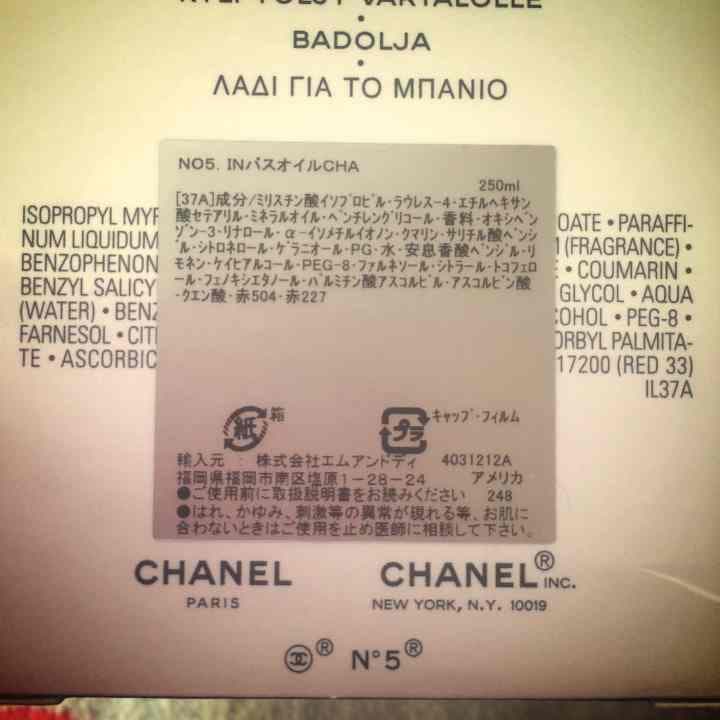 BADOLJA
ΛΑΔΙ ΓΙΑ ΤΟ ΜΠΑΝΙΟ
NO5. INバスオイルCHA
250ml
[37A]成分/ミリスチン酸イソプロピル・ラウレス-4・エチルヘキサン
酸セテアリル・ミネラルオイル・ヘンチレングリコール・香料・オキシベン
ゾン-3・リナロール・α-イソメチルイオノン・クマリン・サリチル酸ベンジ
ル・シトロネロール・ゲラニオール・PG・水・安息香酸ベンジル・リ
モネン・ケイヒアルコール・PEG-8・ファルネソール・シトラール・トコフェロ
ール・フェノキシエタノール・パルミチン酸アスコルビル・アスコルビン酸
・クエン酸・赤504・赤227
ISOPROPYL MYR OATE • PARAFFI-
NUM LIQUIDUM (FRAGRANCE) •
BENZOPHENON • COUMARIN •
BENZYL SALICY GLYCOL • AQUA
(WATER) • BENZ OHOL • PEG-8 •
FARNESOL • CIT ORBYL PALMITA-
TE • ASCORBIC 17200 (RED 33)
IL37A
紙 箱 プラ キャップ・フィルム
輸入元 : 株式会社エムアンドティ 4031212A
福岡県福岡市南区塩原1-28-24 アメリカ
●ご使用前に取扱説明書をお読みください 248
●はれ、かゆみ、刺激等の異常が現れる等、お肌に
合わないときはご使用を止め医師に相談して下さい。
CHANEL CHANEL® INC.
PARIS NEW YORK, N.Y. 10019
® N°5®